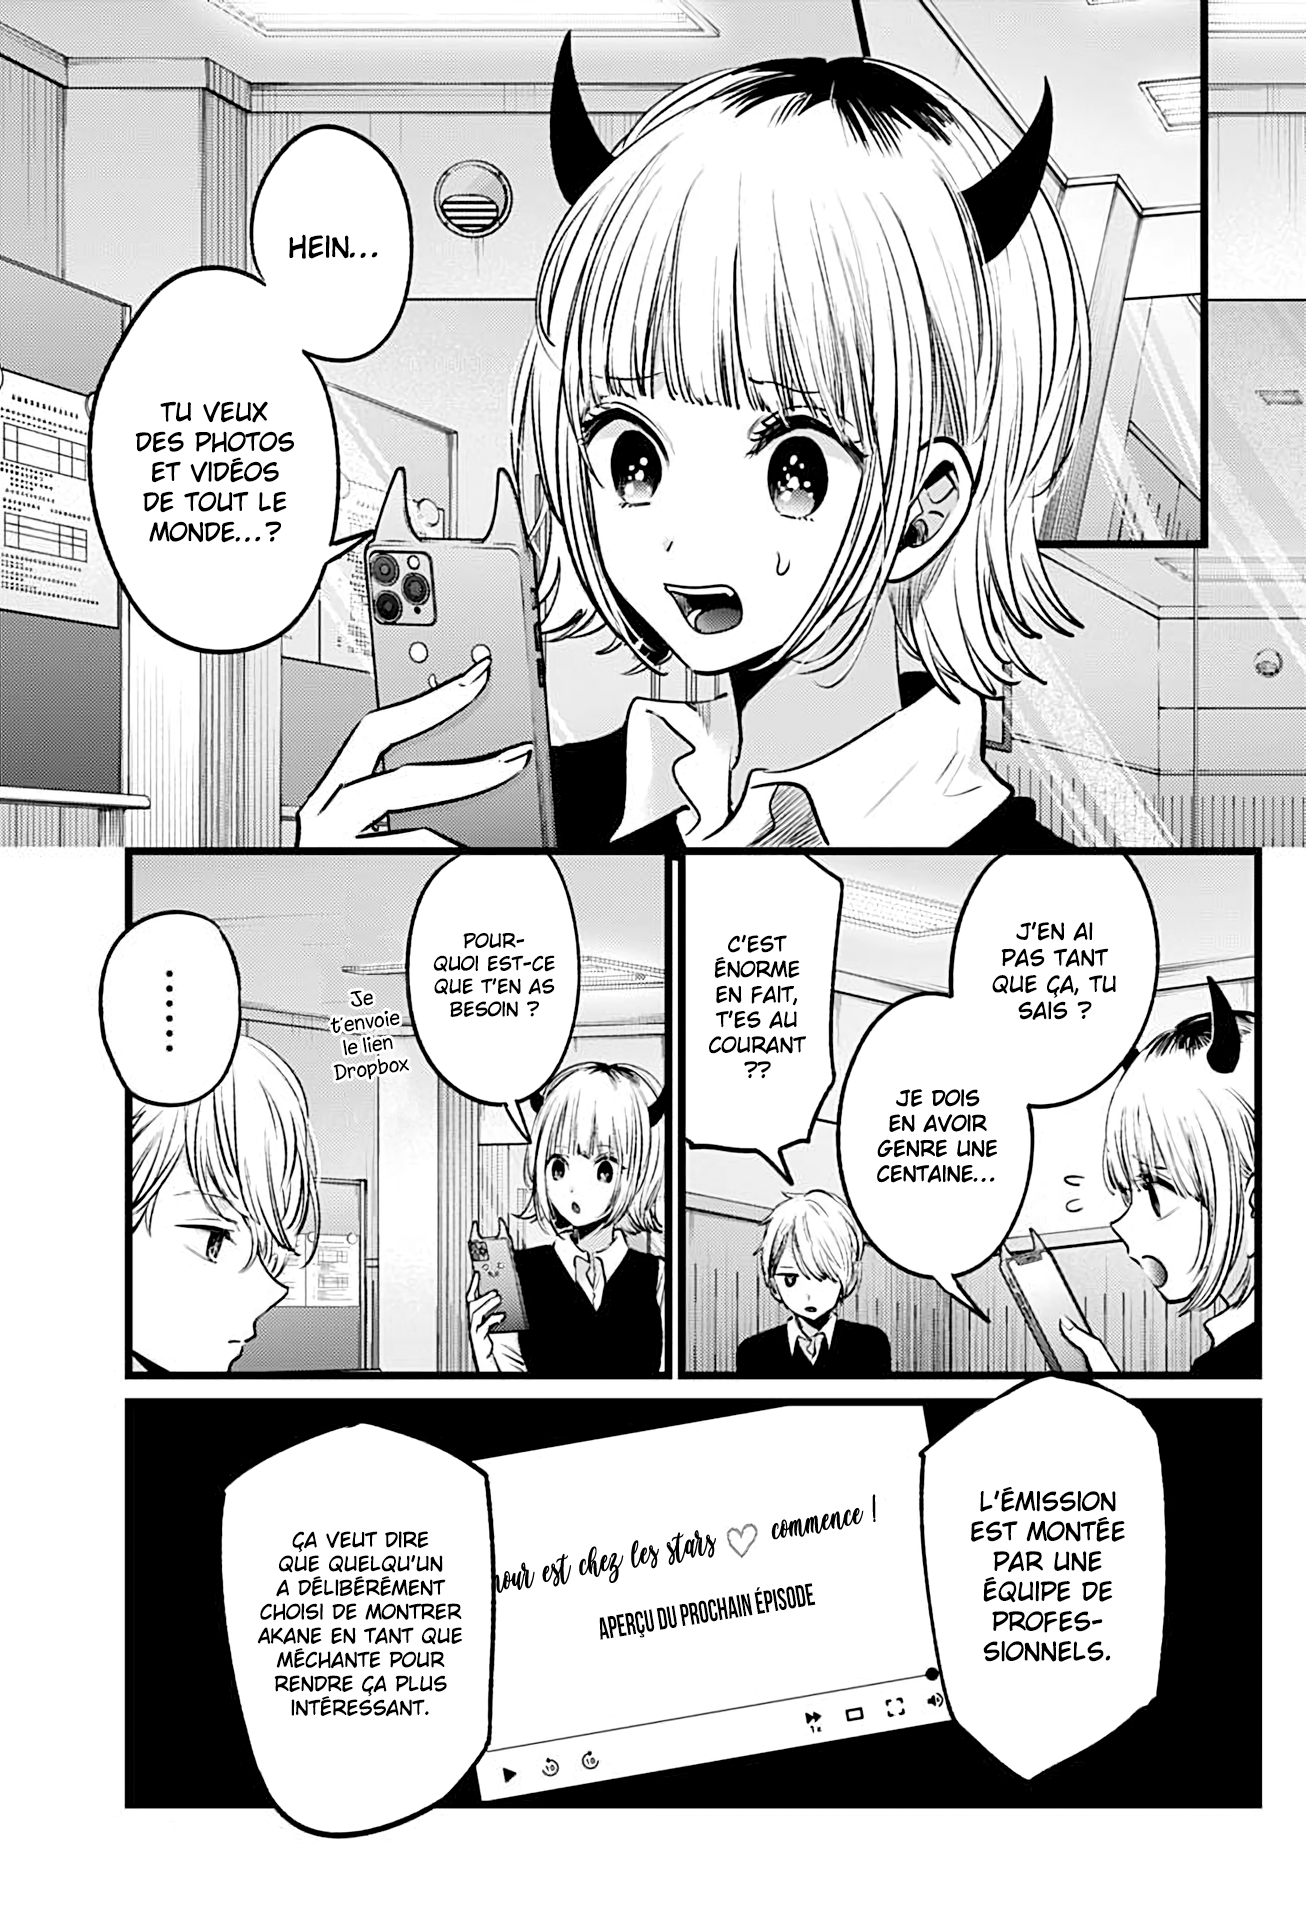 HEIN...
TU VEUX
DES PHOTOS
ET VIDÉOS
DE TOUT LE
MONDE...?
J'EN AI
PAS TANT
QUE ÇA, TU
SAIS ?
JE DOIS
EN AVOIR
GENRE UNE
CENTAINE...
C'EST
ÉNORME
EN FAIT,
T'ES AU
COURANT
??
POUR-
QUOI EST-CE
QUE T'EN AS
BESOIN ?
Je
t'envoie
le lien
Dropbox
......
L'ÉMISSION
EST MONTÉE
PAR UNE
ÉQUIPE DE
PROFES-
SIONNELS.
mour est chez les stars ♡ commence !
APERÇU DU PROCHAIN ÉPISODE
1x
10
10
ÇA VEUT DIRE
QUE QUELQU'UN
A DÉLIBÉRÉMENT
CHOISI DE MONTRER
AKANE EN TANT QUE
MÉCHANTE POUR
RENDRE ÇA PLUS
INTÉRESSANT.